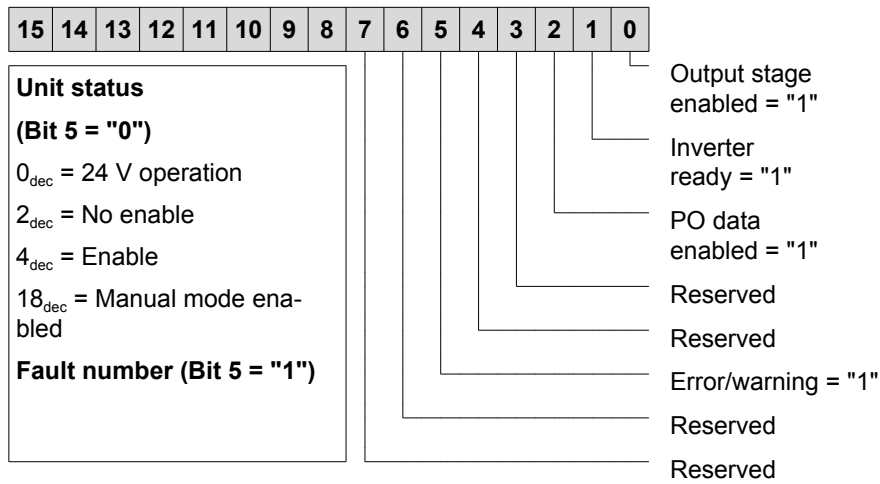 15 14 13 12 11 10 9 8 7 6 5 4 3 2 1 0
Unit status
(Bit 5 = "0")
0dec = 24 V operation
2dec = No enable
4dec = Enable
18dec = Manual mode ena-
bled
Fault number (Bit 5 = "1")
Output stage
enabled = "1"
Inverter
ready = "1"
PO data
enabled = "1"
Reserved
Reserved
Error/warning = "1"
Reserved
Reserved